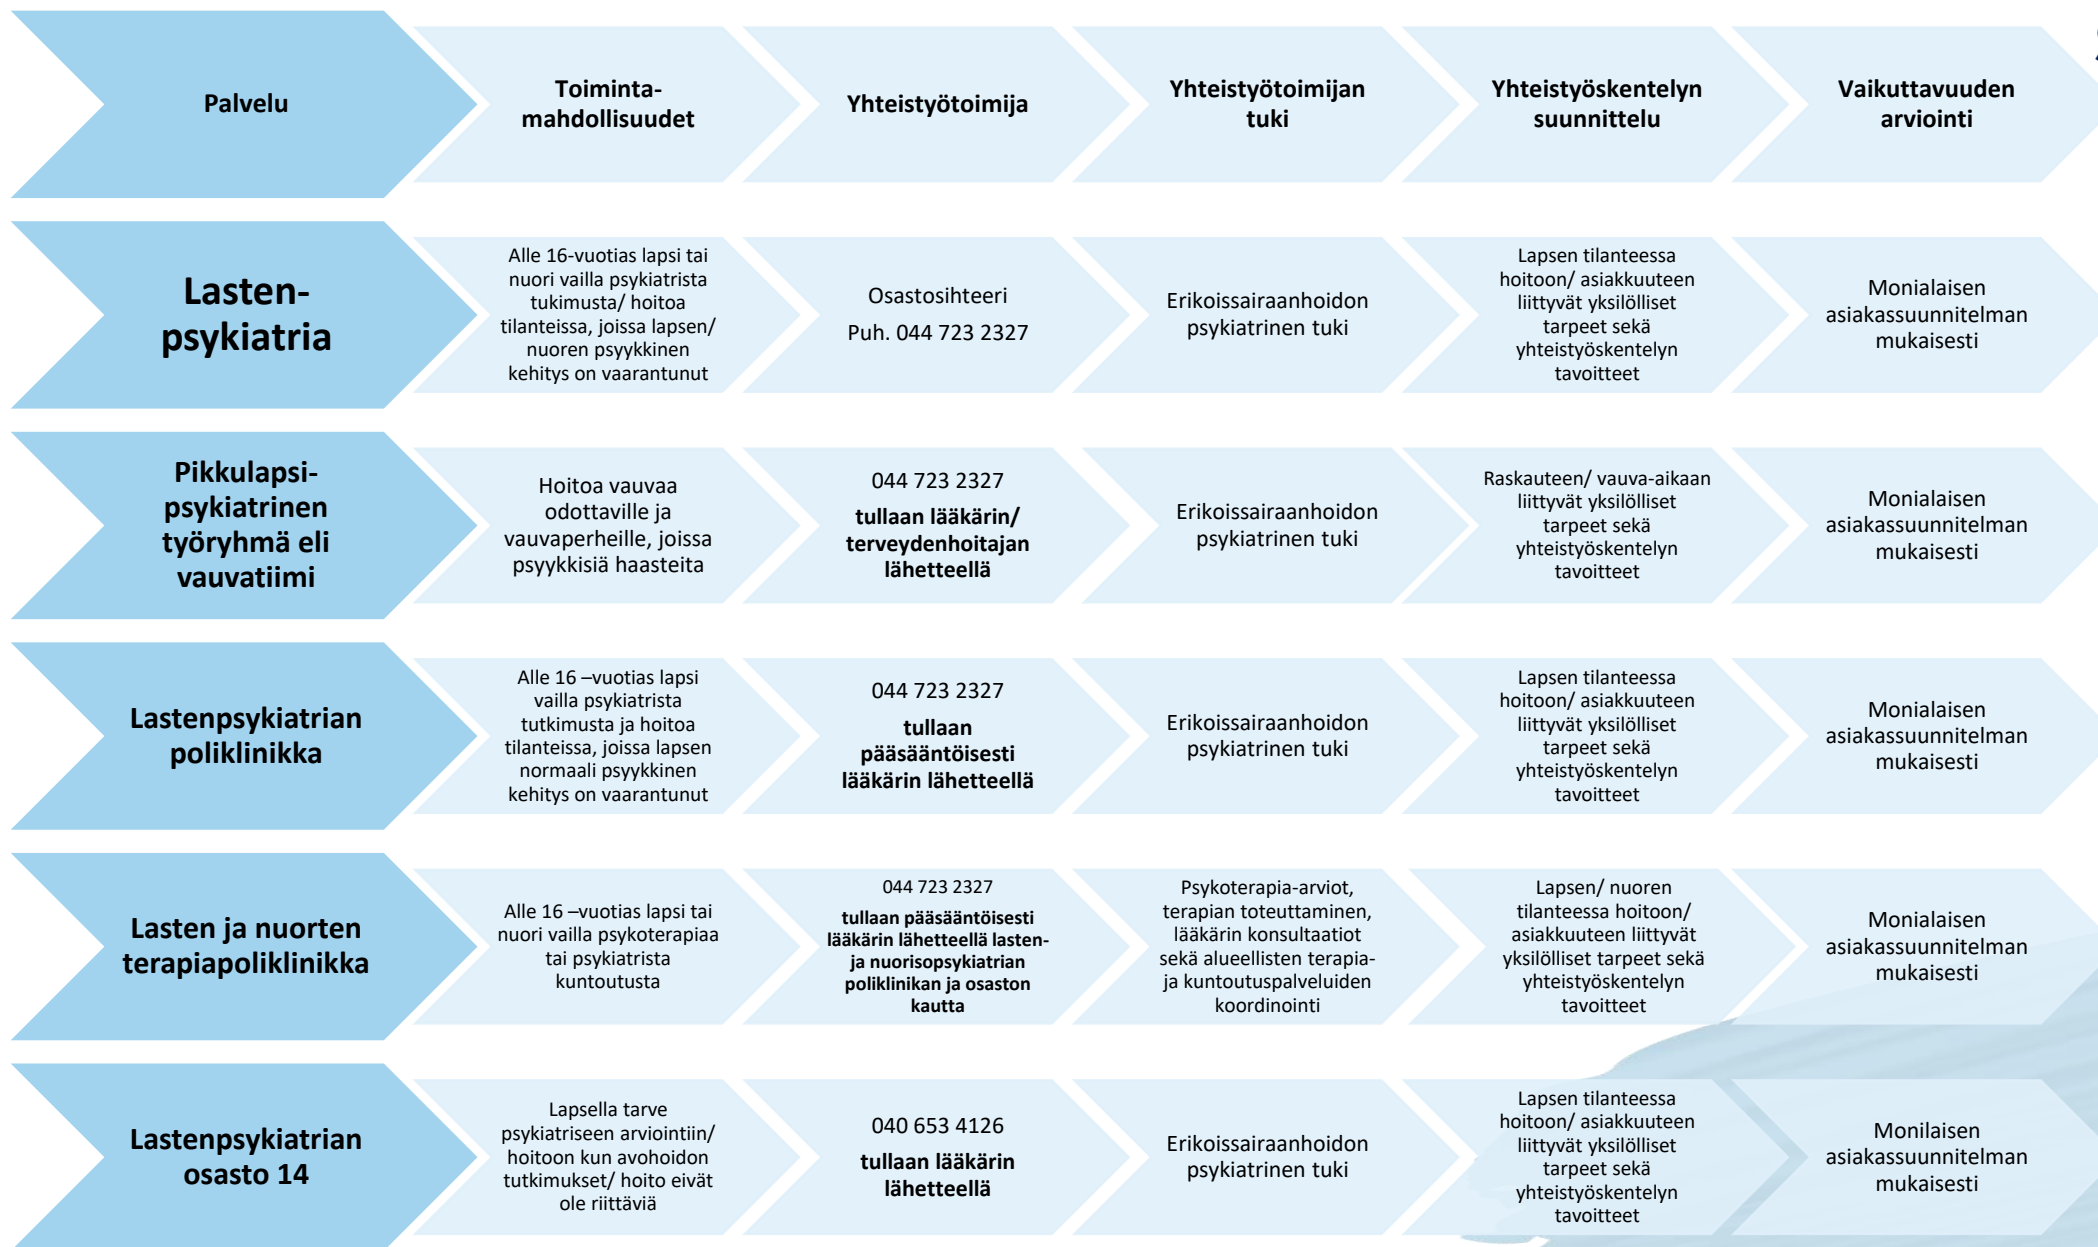 Palvelu
Toiminta-
mahdollisuudet
Yhteistyötoimija
Yhteistyötoimijan
tuki
Yhteistyöskentelyn
suunnittelu
Vaikuttavuuden
arviointi
Lasten-
psykiatria
Alle 16-vuotias lapsi tai
nuori vailla psykiatrista
tukimusta/ hoitoa
tilanteissa, joissa lapsen/
nuoren psyykkinen
kehitys on vaarantunut
Osastosihteeri
Puh. 044 723 2327
Erikoissairaanhoidon
psykiatrinen tuki
Lapsen tilanteessa
hoitoon/ asiakkuuteen
liittyvät yksilölliset
tarpeet sekä
yhteistyöskentelyn
tavoitteet
Monialaisen
asiakassuunnitelman
mukaisesti
Pikkulapsi-
psykiatrinen
työryhmä eli
vauvatiimi
Hoitoa vauvaa
odottaville ja
vauvaperheille, joissa
psyykkisiä haasteita
044 723 2327
tullaan lääkärin/
terveydenhoitajan
lähetteellä
Erikoissairaanhoidon
psykiatrinen tuki
Raskauteen/ vauva-aikaan
liittyvät yksilölliset
tarpeet sekä
yhteistyöskentelyn
tavoitteet
Monialaisen
asiakassuunnitelman
mukaisesti
Lastenpsykiatrian
poliklinikka
Alle 16 –vuotias lapsi
vailla psykiatrista
tutkimusta ja hoitoa
tilanteissa, joissa lapsen
normaali psyykkinen
kehitys on vaarantunut
044 723 2327
tullaan
pääsääntöisesti
lääkärin lähetteellä
Erikoissairaanhoidon
psykiatrinen tuki
Lapsen tilanteessa
hoitoon/ asiakkuuteen
liittyvät yksilölliset
tarpeet sekä
yhteistyöskentelyn
tavoitteet
Monialaisen
asiakassuunnitelman
mukaisesti
Lasten ja nuorten
terapiapoliklinikka
Alle 16 –vuotias lapsi tai
nuori vailla psykoterapiaa
tai psykiatrista
kuntoutusta
044 723 2327
tullaan pääsääntöisesti
lääkärin lähetteellä lasten-
ja nuorisopsykiatrian
poliklinikan ja osaston
kautta
Psykoterapia-arviot,
terapian toteuttaminen,
lääkärin konsultaatiot
sekä alueellisten terapia-
ja kuntoutuspalveluiden
koordinointi
Lapsen/ nuoren
tilanteessa hoitoon/
asiakkuuteen liittyvät
yksilölliset tarpeet sekä
yhteistyöskentelyn
tavoitteet
Monialaisen
asiakassuunnitelman
mukaisesti
Lastenpsykiatrian
osasto 14
Lapsella tarve
psykiatriseen arviointiin/
hoitoon kun avohoidon
tutkimukset/ hoito eivät
ole riittäviä
040 653 4126
tullaan lääkärin
lähetteellä
Erikoissairaanhoidon
psykiatrinen tuki
Lapsen tilanteessa
hoitoon/ asiakkuuteen
liittyvät yksilölliset
tarpeet sekä
yhteistyöskentelyn
tavoitteet
Monilaisen
asiakassuunnitelman
mukaisesti